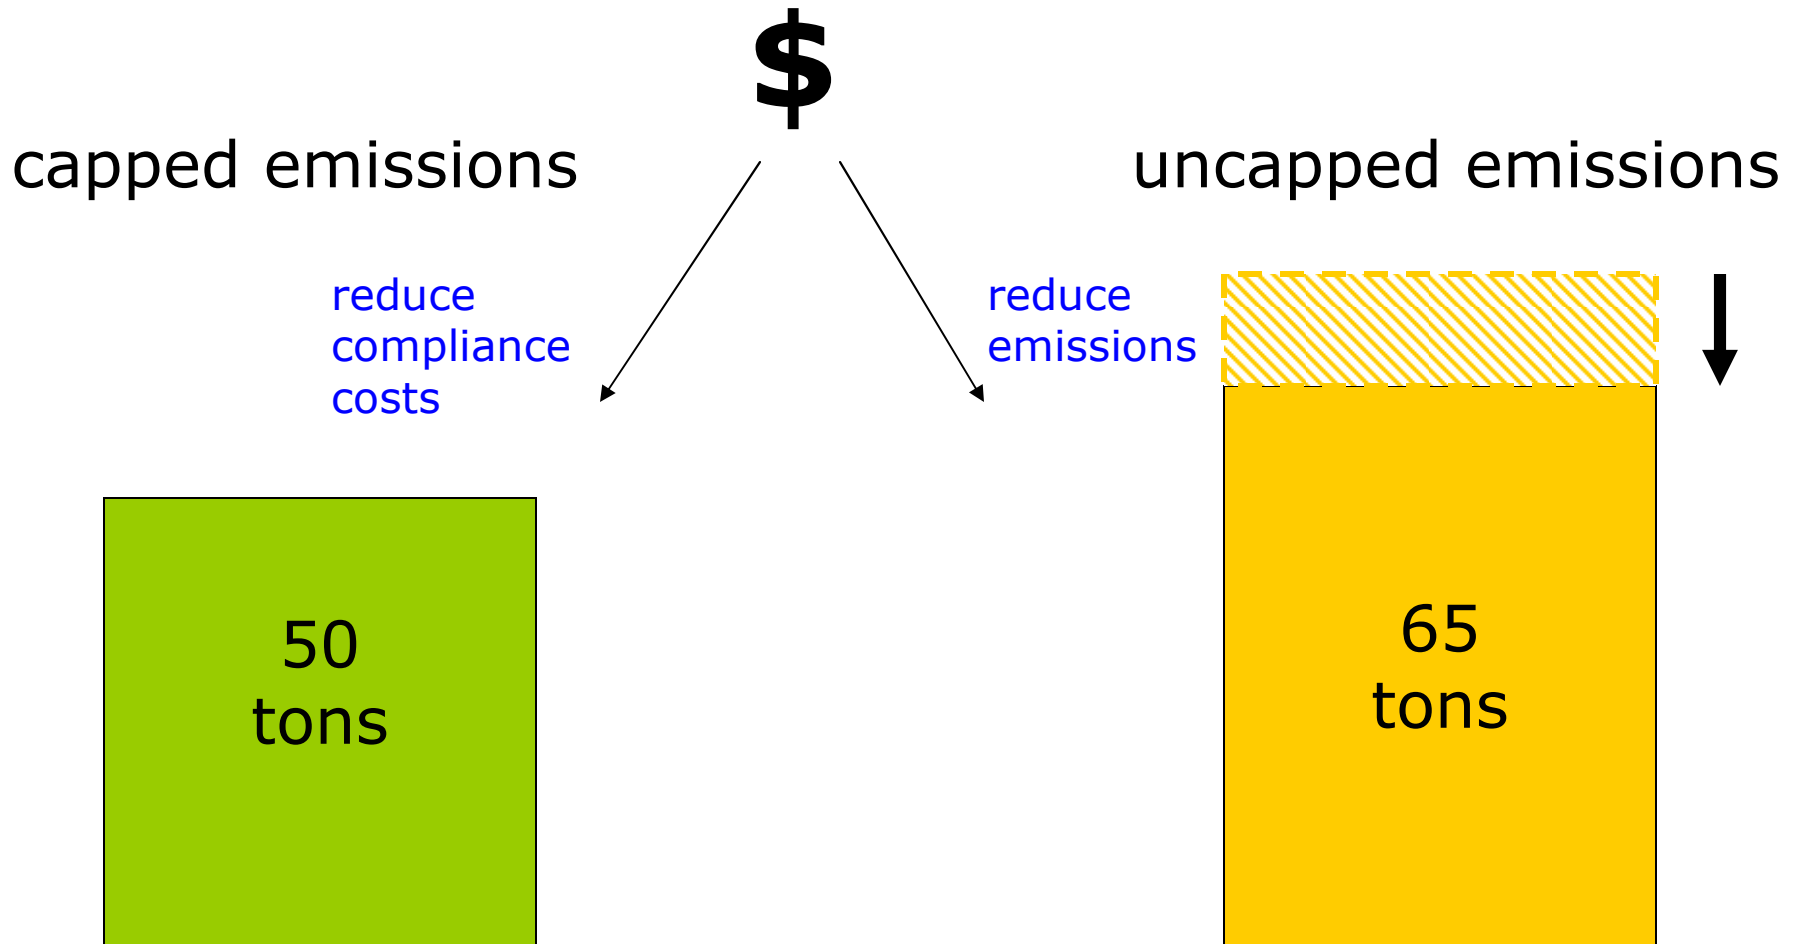 $
capped emissions
uncapped emissions
reduce
compliance
costs
reduce
emissions
50
tons
65
tons